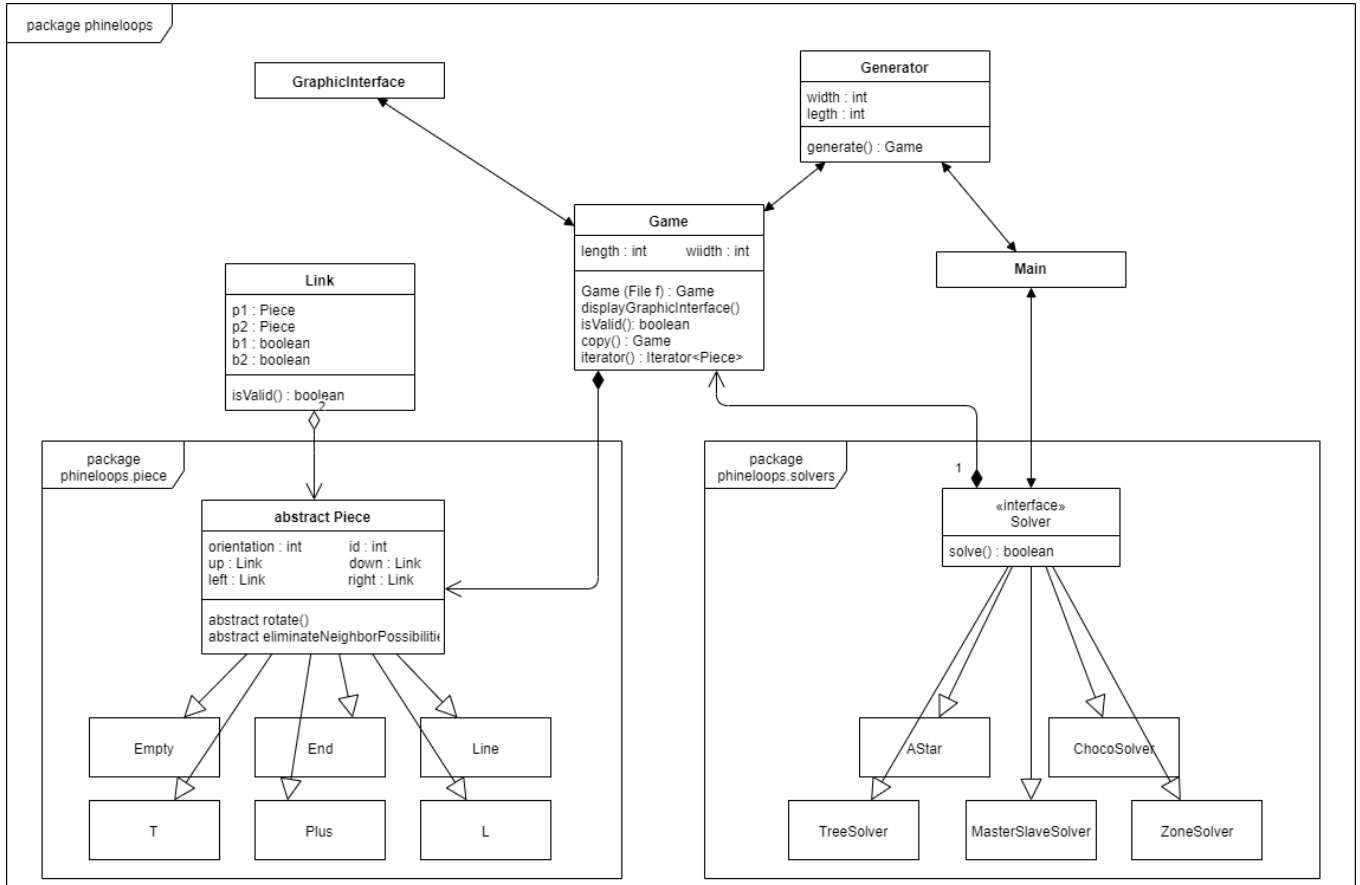 package phineloops
GraphicInterface
Generator
width : int
legth : int
generate() : Game
Game
length : int wiidth : int
Game (File f) : Game
displayGraphicInterface()
isValid(): boolean
copy() : Game
iterator() : Iterator<Piece>
Main
Link
p1 : Piece
p2 : Piece
b1 : boolean
b2 : boolean
isValid() : boolean
2
package
phineloops.piece
abstract Piece
orientation : int id : int
up : Link down : Link
left : Link right : Link
abstract rotate()
abstract eliminateNeighborPossibilitie
Empty
End
Line
T
Plus
L
package
phineloops.solvers
1
«interface»
Solver
solve() : boolean
AStar
ChocoSolver
TreeSolver
MasterSlaveSolver
ZoneSolver